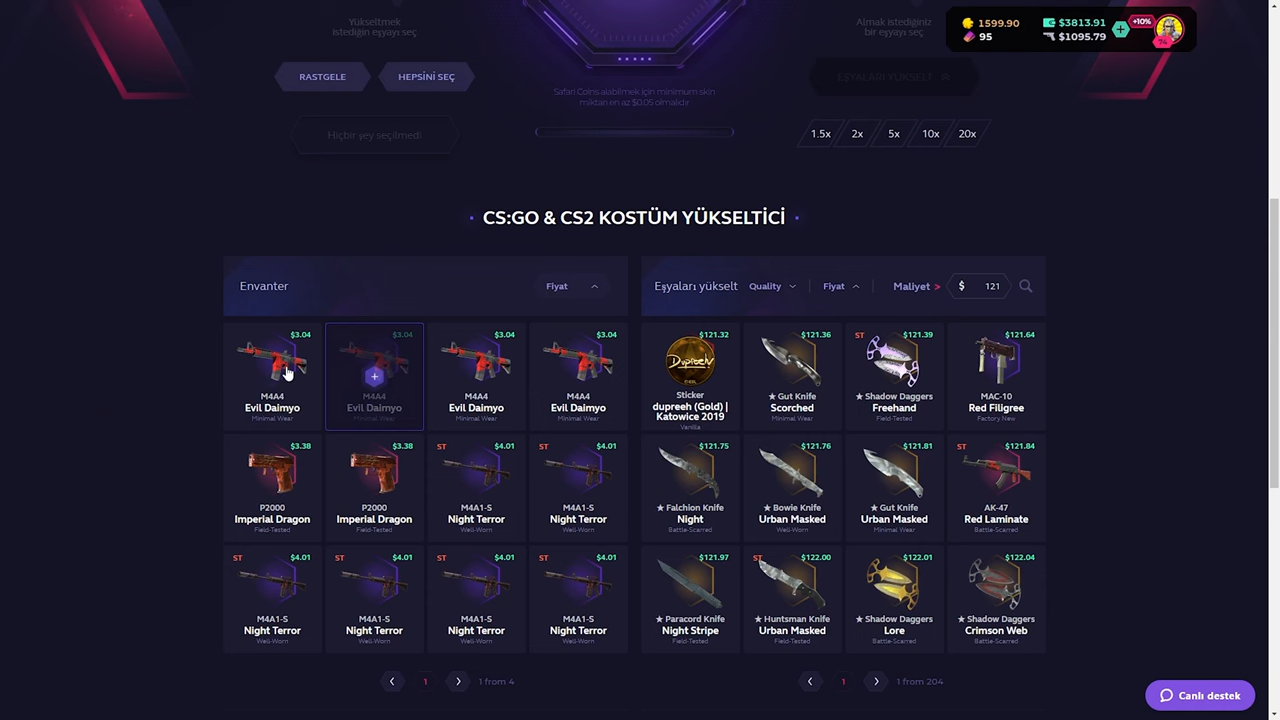 Yükseltmek
istediğin eşyayı seç
RASTGELE
HEPSİNİ SEÇ
Hiçbir şey seçilmedi
Safari Coins alabilmek için minimum skin
miktarı en az $0.05 olmalıdır
Almak istediğiniz
bir eşyayı seç
EŞYALARI YÜKSELT
1.5x
2x
5x
10x
20x
1599.90
95
$3813.91
$1095.79
+10%
74
CS:GO & CS2 KOSTÜM YÜKSELTİCİ
Envanter
Fiyat
$3.04
M4A4
Evil Daimyo
Minimal Wear
$3.04
M4A4
Evil Daimyo
Minimal Wear
$3.04
M4A4
Evil Daimyo
Minimal Wear
$3.04
M4A4
Evil Daimyo
Minimal Wear
$3.38
P2000
Imperial Dragon
Field-Tested
$3.38
P2000
Imperial Dragon
Field-Tested
ST
$4.01
M4A1-S
Night Terror
Well-Worn
ST
$4.01
M4A1-S
Night Terror
Well-Worn
ST
$4.01
M4A1-S
Night Terror
Well-Worn
ST
$4.01
M4A1-S
Night Terror
Well-Worn
ST
$4.01
M4A1-S
Night Terror
Well-Worn
ST
$4.01
M4A1-S
Night Terror
Well-Worn
1
1 from 4
Eşyaları yükselt
Quality
Fiyat
Maliyet >
$ 121
$121.32
Dupreeh
Sticker
dupreeh (Gold) |
Katowice 2019
Vanilla
$121.36
★ Gut Knife
Scorched
Minimal Wear
ST
$121.39
★ Shadow Daggers
Freehand
Field-Tested
$121.64
MAC-10
Red Filigree
Factory New
$121.75
★ Falchion Knife
Night
Battle-Scarred
$121.76
★ Bowie Knife
Urban Masked
Well-Worn
$121.81
★ Gut Knife
Urban Masked
Minimal Wear
ST
$121.84
AK-47
Red Laminate
Battle-Scarred
$121.97
★ Paracord Knife
Night Stripe
Field-Tested
ST
$122.00
★ Huntsman Knife
Urban Masked
Field-Tested
$122.01
★ Shadow Daggers
Lore
Battle-Scarred
$122.04
★ Shadow Daggers
Crimson Web
Battle-Scarred
1
1 from 204
Canlı destek